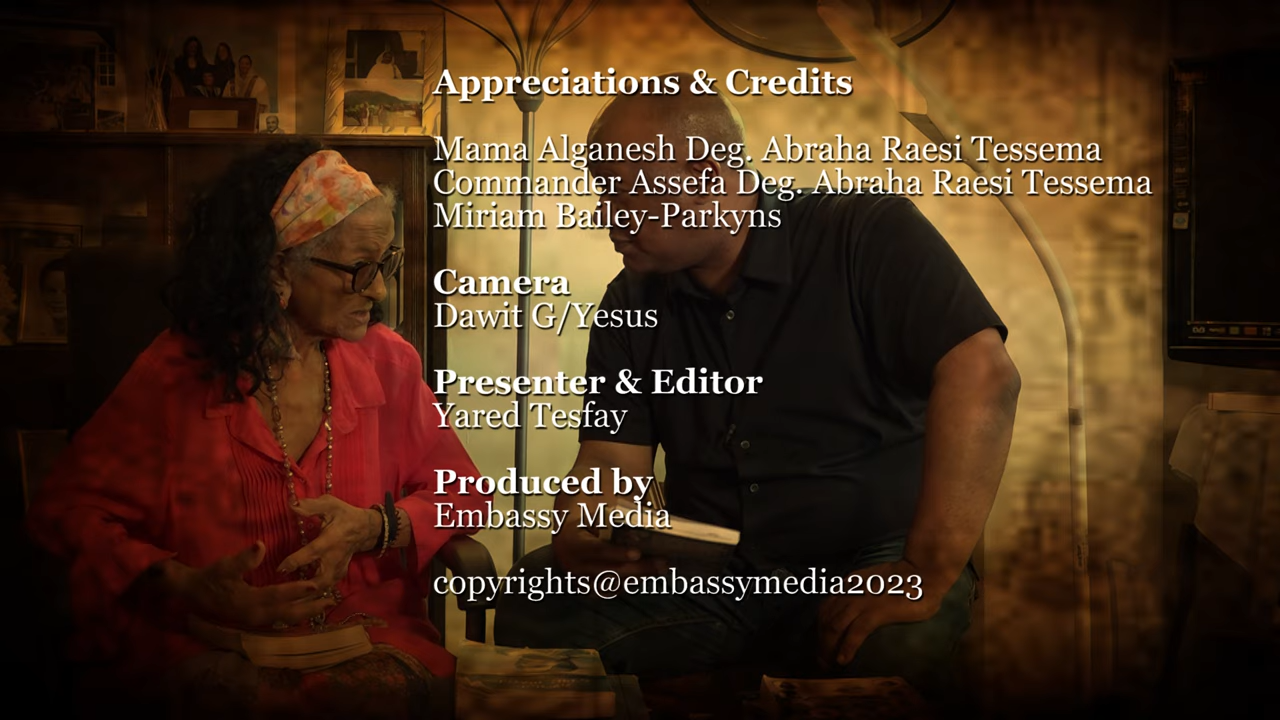 Appreciations & Credits
Mama Alganesh Deg. Abraha Raesi Tessema
Commander Assefa Deg. Abraha Raesi Tessema
Miriam Bailey-Parkyns
Camera
Dawit G/Yesus
Presenter & Editor
Yared Tesfay
Produced by
Embassy Media
copyrights@embassymedia2023